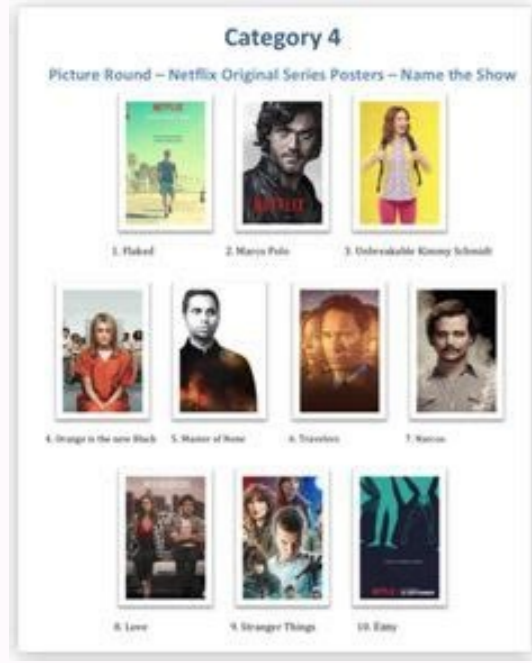 Category 4
Picture Round – Netflix Original Series Posters – Name the Show
NETFLIX
NETFLIX
1. Flaked
2. Marco Polo
3. Unbreakable Kimmy Schmidt
4. Orange is the new Black
5. Master of None
6. Travelers
7. Narcos
8. Love
9. Stranger Things
10. Easy